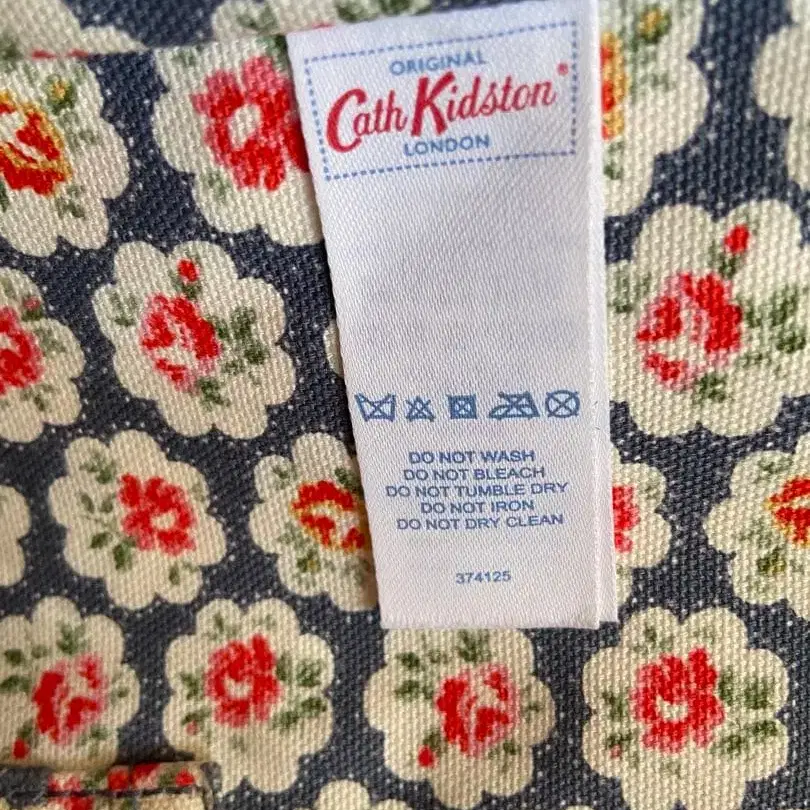 ORIGINAL
Cath Kidston®
LONDON
DO NOT WASH
DO NOT BLEACH
DO NOT TUMBLE DRY
DO NOT IRON
DO NOT DRY CLEAN
374125